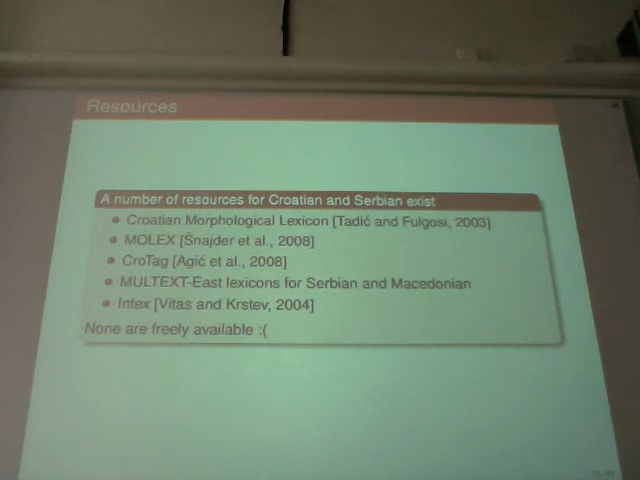 Resources
A number of resources for Croatian and Serbian exist
• Croatian Morphological Lexicon [Tadić and Fulgosi, 2003]
• MOLEX [Šnajder et al., 2008]
• CroTag [Agić et al., 2008]
• MULTEXT-East lexicons for Serbian and Macedonian
• Intex [Vitas and Krstev, 2004]
None are freely available :(